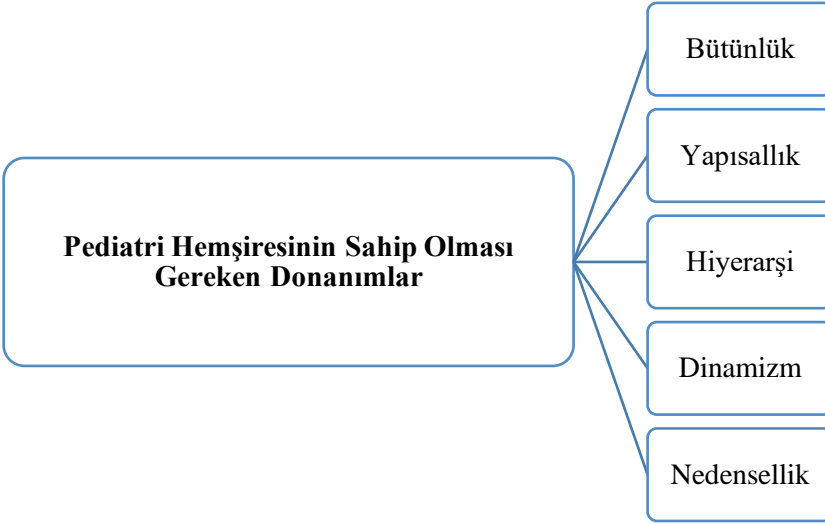 Pediatri Hemşiresinin Sahip Olması
Gereken Donanımlar
Bütünlük
Yapısallık
Hiyerarşi
Dinamizm
Nedensellik